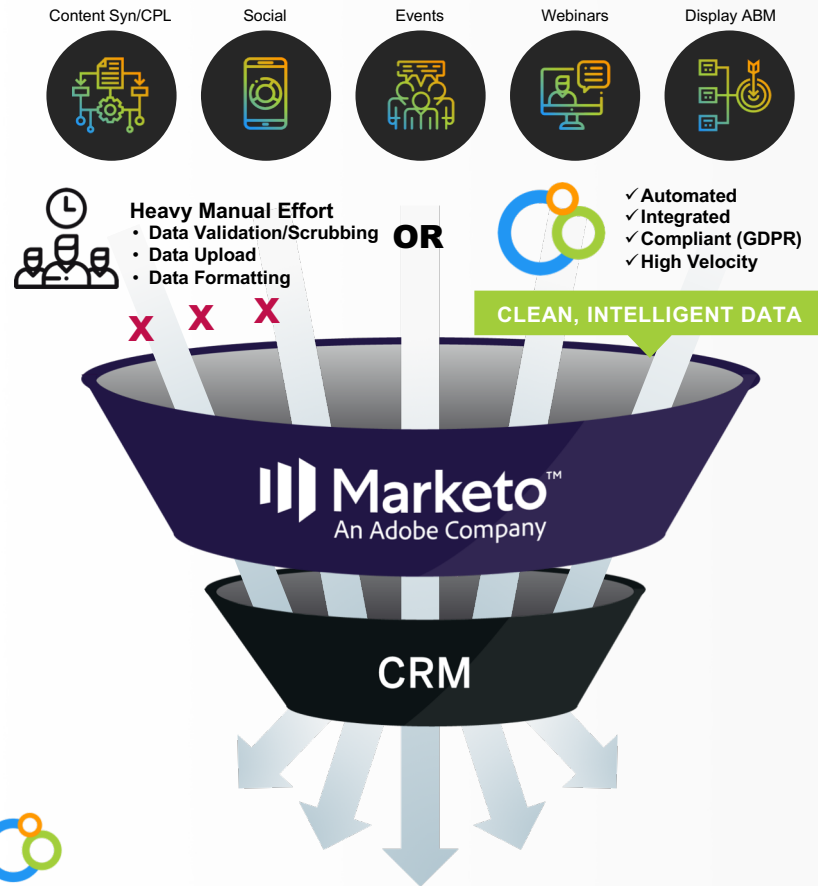 Content Syn/CPL
Social
Events
Webinars
Display ABM
Heavy Manual Effort
• Data Validation/Scrubbing
• Data Upload
• Data Formatting
OR
✓Automated
✓Integrated
✓Compliant (GDPR)
✓High Velocity
X X X
CLEAN, INTELLIGENT DATA
Marketo™
An Adobe Company
CRM